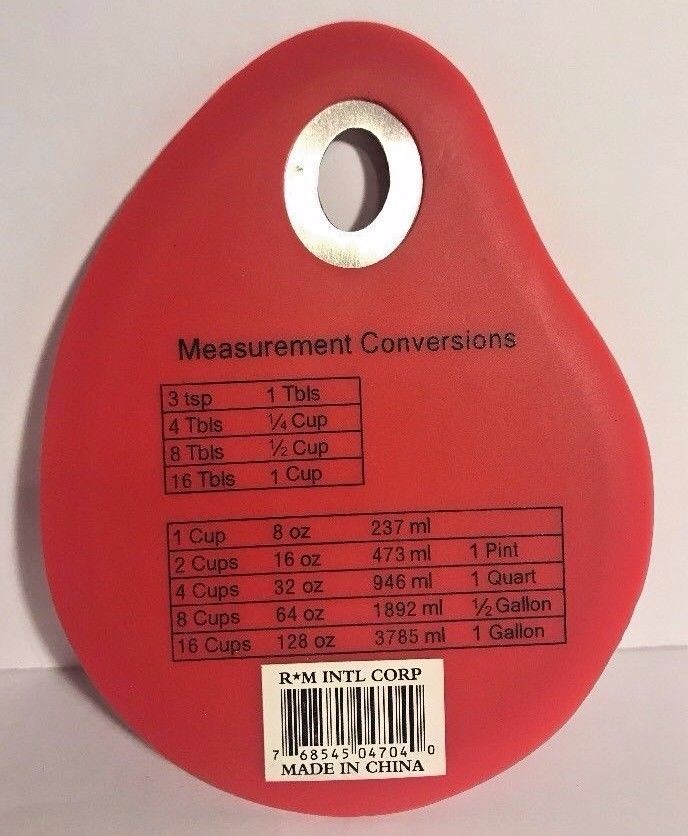 Measurement Conversions
3 tsp 1 Tbls
4 Tbls ¼ Cup
8 Tbls ½ Cup
16 Tbls 1 Cup
1 Cup 8 oz 237 ml
2 Cups 16 oz 473 ml 1 Pint
4 Cups 32 oz 946 ml 1 Quart
8 Cups 64 oz 1892 ml ½ Gallon
16 Cups 128 oz 3785 ml 1 Gallon
R★M INTL CORP
7 68545 04704 0
MADE IN CHINA